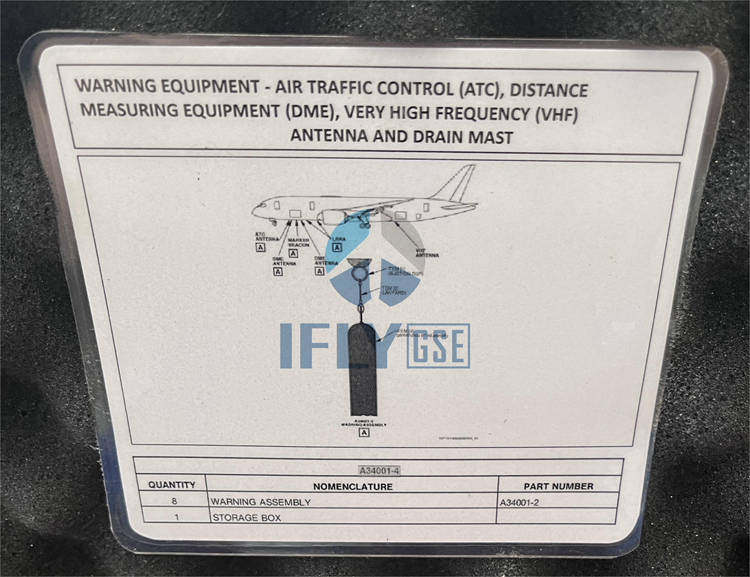 WARNING EQUIPMENT - AIR TRAFFIC CONTROL (ATC), DISTANCE
MEASURING EQUIPMENT (DME), VERY HIGH FREQUENCY (VHF)
ANTENNA AND DRAIN MAST
ATC
ANTENNA
A
MARKER
BEACON
A
LRRA
A
VHF
ANTENNA
DME
ANTENNA
A
DME
ANTENNA
A
(LANYARD)
IFLY GSE
WARNING ASSEMBLY
A
A34001-4
QUANTITY NOMENCLATURE PART NUMBER
8 WARNING ASSEMBLY A34001-2
1 STORAGE BOX